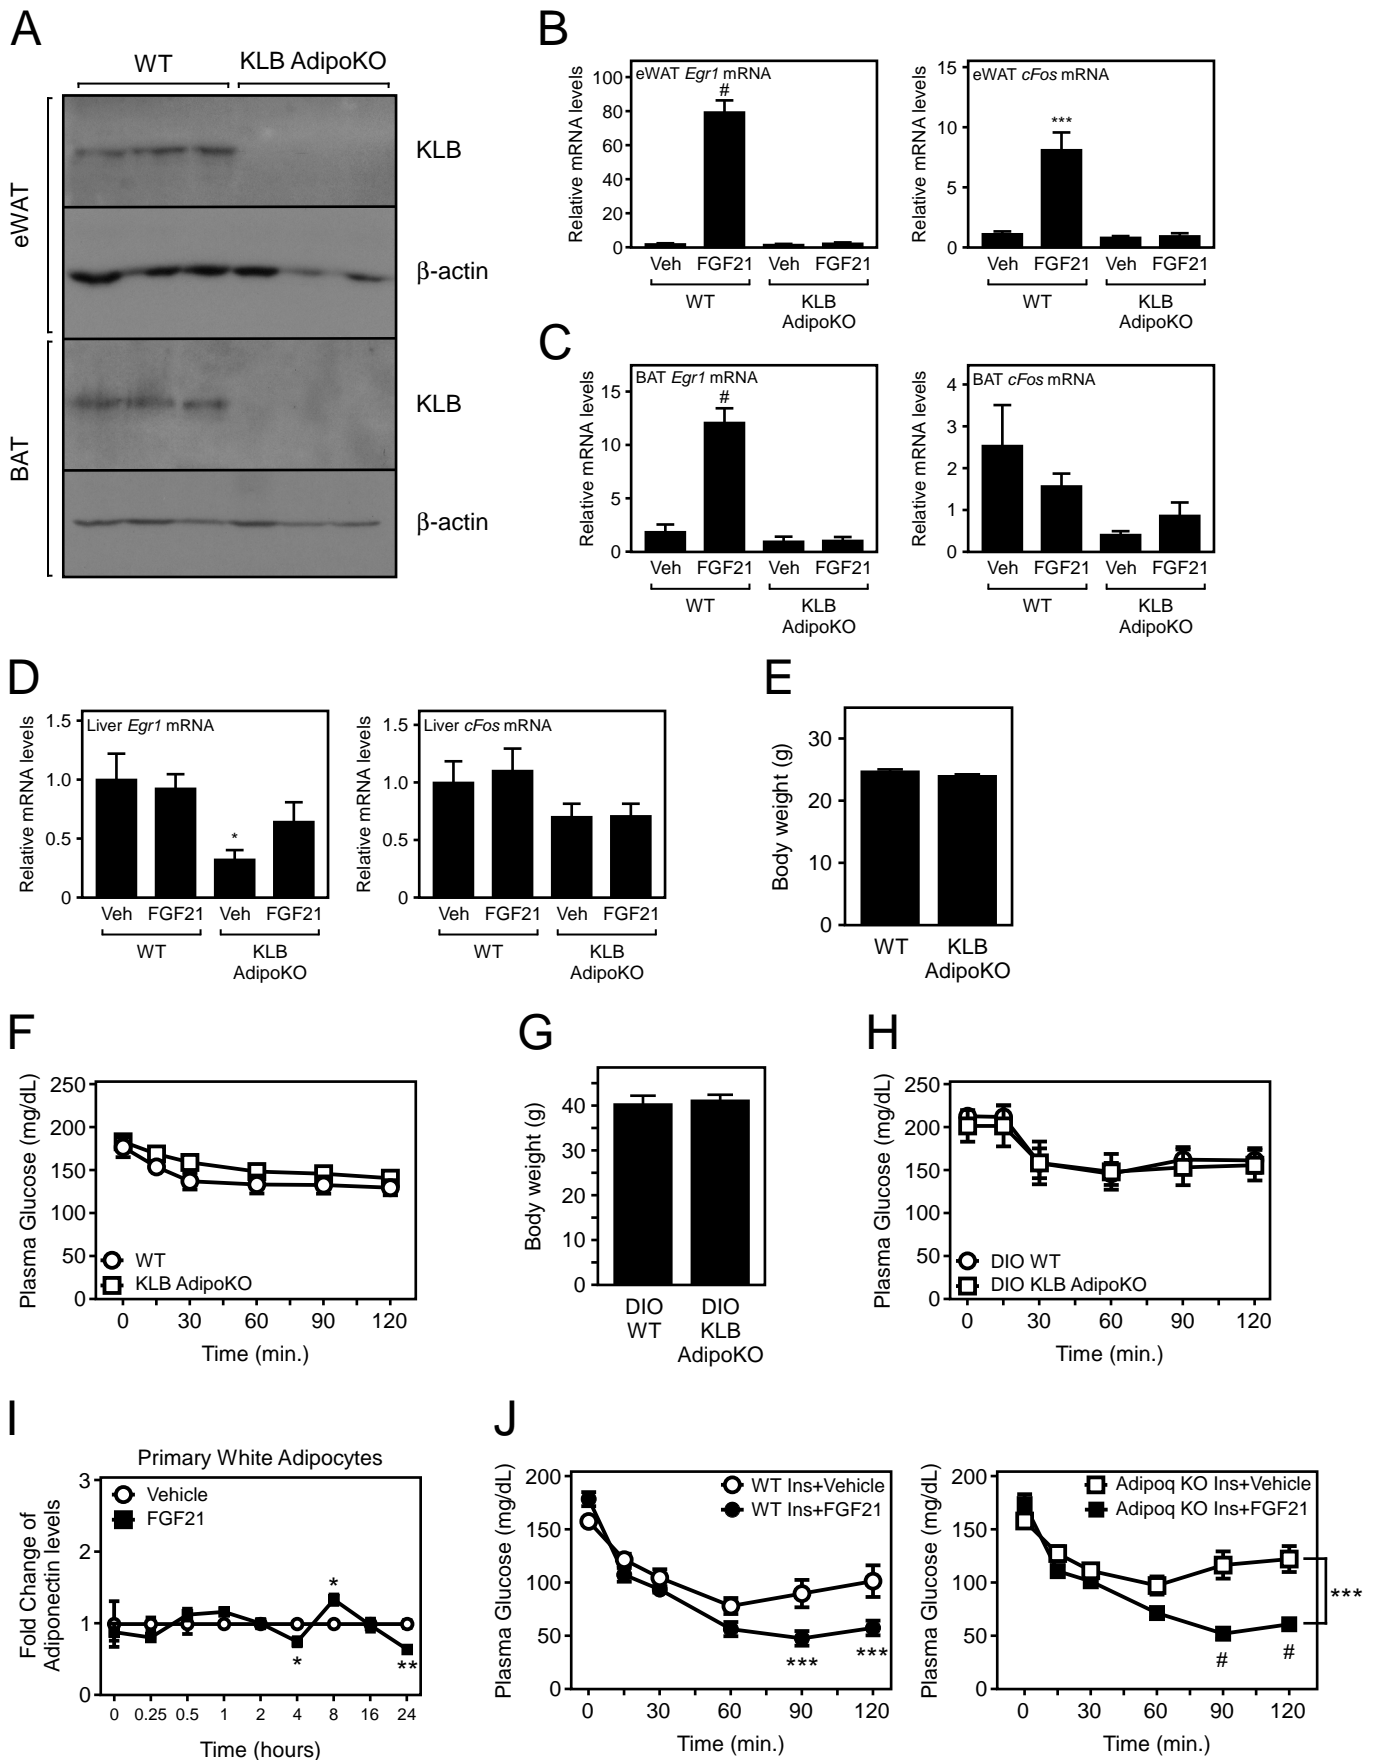 A
WT
KLB AdipoKO
eWAT
KLB
β-actin
BAT
KLB
β-actin
B
Relative mRNA levels
eWAT Egr1 mRNA
100
80
60
40
20
0
#
Veh FGF21 Veh FGF21
WT KLB
AdipoKO
Relative mRNA levels
eWAT cFos mRNA
15
10
5
0
***
Veh FGF21 Veh FGF21
WT KLB
AdipoKO
C
Relative mRNA levels
BAT Egr1 mRNA
15
10
5
0
#
Veh FGF21 Veh FGF21
WT KLB
AdipoKO
Relative mRNA levels
BAT cFos mRNA
4
3
2
1
0
Veh FGF21 Veh FGF21
WT KLB
AdipoKO
D
Relative mRNA levels
Liver Egr1 mRNA
1.5
1.0
0.5
0
*
Veh FGF21 Veh FGF21
WT KLB
AdipoKO
Relative mRNA levels
Liver cFos mRNA
1.5
1.0
0.5
0
Veh FGF21 Veh FGF21
WT KLB
AdipoKO
E
Body weight (g)
30
20
10
0
WT KLB
AdipoKO
F
Plasma Glucose (mg/dL)
250
200
150
100
50
0
WT
KLB AdipoKO
0 30 60 90 120
Time (min.)
G
Body weight (g)
40
30
20
10
0
DIO DIO
WT KLB
AdipoKO
H
Plasma Glucose (mg/dL)
250
200
150
100
50
0
DIO WT
DIO KLB AdipoKO
0 30 60 90 120
Time (min.)
I
Primary White Adipocytes
Fold Change of
Adiponectin levels
3
2
1
0
Vehicle
FGF21
*
*
**
0 0.25 0.5 1 2 4 8 16 24
Time (hours)
J
Plasma Glucose (mg/dL)
200
150
100
50
0
WT Ins+Vehicle
WT Ins+FGF21
*** ***
0 30 60 90 120
Time (min.)
Plasma Glucose (mg/dL)
200
150
100
50
0
Adipoq KO Ins+Vehicle
Adipoq KO Ins+FGF21
***
# #
0 30 60 90 120
Time (min.)